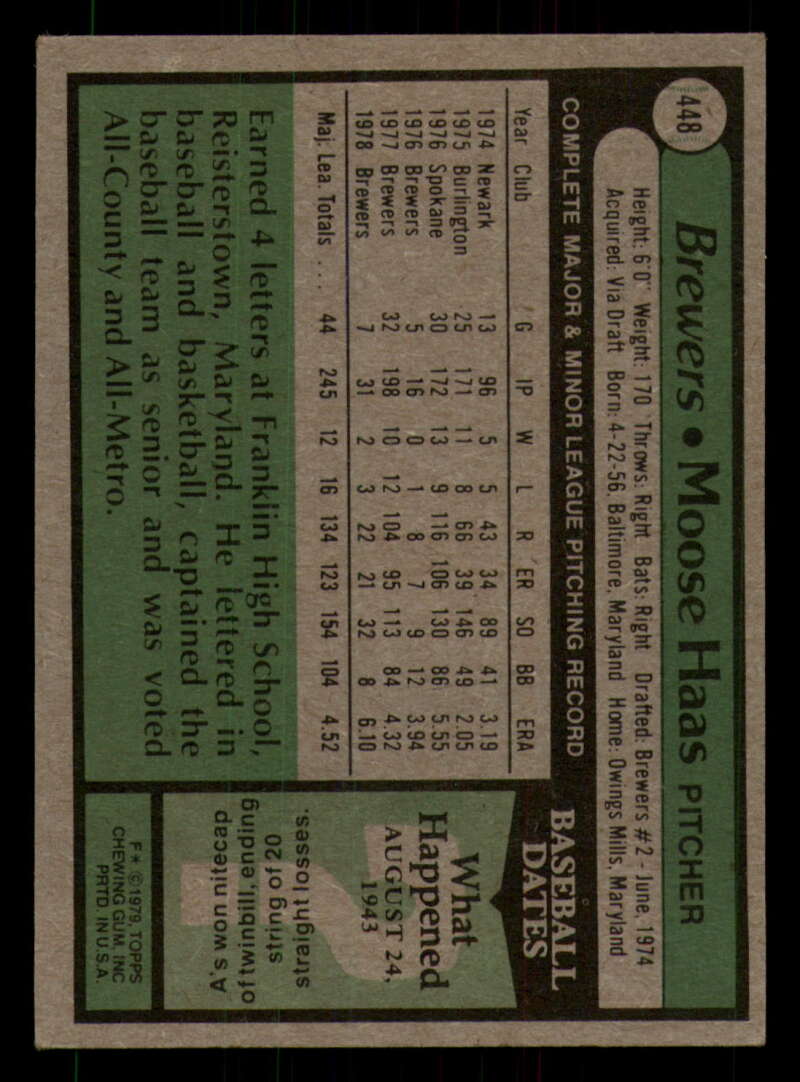 448
Brewers • Moose Haas PITCHER
Height: 6'0" Weight: 170 Throws: Right Bats: Right Drafted: Brewers #2 - June, 1974
Acquired: Via Draft Born: 4-22-56, Baltimore, Maryland Home: Owings Mills, Maryland
COMPLETE MAJOR & MINOR LEAGUE PITCHING RECORD
Year Club G IP W L R ER SO BB ERA
1974 Newark 13 96 5 5 43 34 89 41 3.19
1975 Burlington 25 171 11 8 66 39 146 49 2.05
1976 Spokane 30 172 13 9 116 106 130 86 5.55
1976 Brewers 5 16 0 1 8 7 9 12 3.94
1977 Brewers 32 198 10 12 104 95 113 84 4.32
1978 Brewers 7 31 2 3 22 21 32 8 6.10
Maj. Lea. Totals . . . 44 245 12 16 134 123 154 104 4.52
Earned 4 letters at Franklin High School,
Reisterstown, Maryland. He lettered in
baseball and basketball, captained the
baseball team as senior and was voted
All-County and All-Metro.
BASEBALL
DATES
What
Happened
AUGUST 24,
1943
A's won nitecap
of twinbill, ending
string of 20
straight losses.
F* © 1979 TOPPS
CHEWING GUM, INC
PRTD. IN U.S.A.